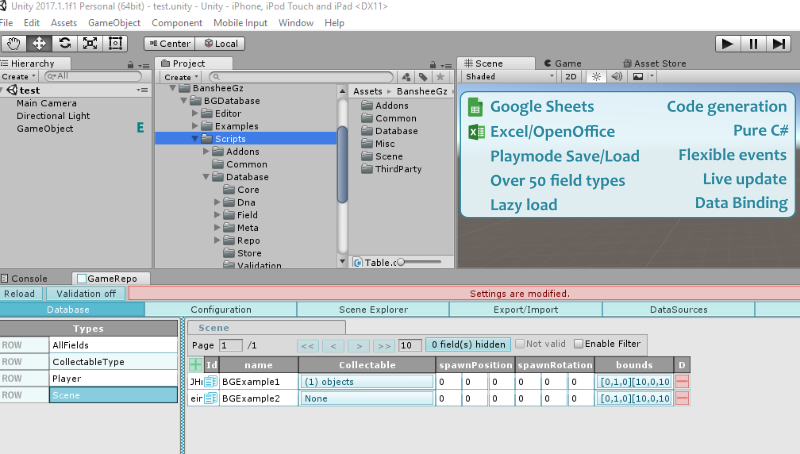 Unity 2017.1.1f1 Personal (64bit) - test.unity - Unity - iPhone, iPod Touch and iPad <DX11>
File Edit Assets GameObject Component Mobile Input Window Help
Center Local
Hierarchy
Create All
test
Main Camera
Directional Light
GameObject E
Project
Create
BansheeGz
BGDatabase
Editor
Examples
Scripts
Addons
Common
Database
Core
Dna
Field
Meta
Repo
Store
Validation
Assets BansheeGz
Addons
Common
Database
Misc
Scene
ThirdParty
Table.c
Scene Game Asset Store
Shaded 2D
Google Sheets Code generation
Excel/OpenOffice Pure C#
Playmode Save/Load Flexible events
Over 50 field types Live update
Lazy load Data Binding
Console GameRepo
Reload Validation off Settings are modified.
Database Configuration Scene Explorer Export/Import DataSources
Types
ROW AllFields
ROW CollectableType
ROW Player
ROW Scene
Scene
Page 1 /1 << < > >> 10 0 field(s) hidden Not valid Enable Filter
+ Id name Collectable spawnPosition spawnRotation bounds D
BGExample1 (1) objects 0 0 0 0 0 0 [0,1,0][10,0,10
BGExample2 None 0 0 0 0 0 0 [0,1,0][10,0,10